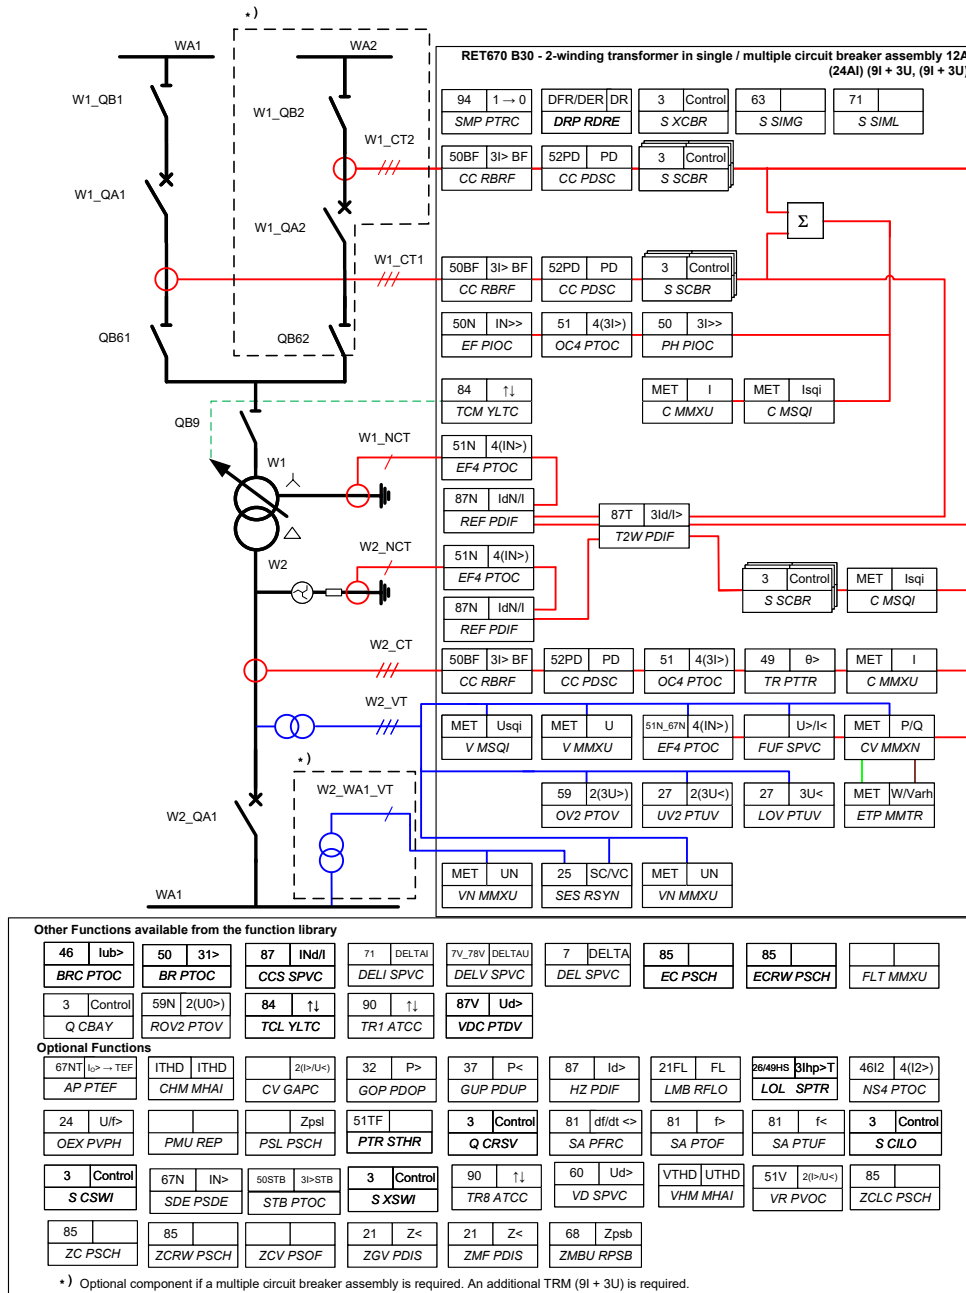 *)
WA1
WA2
RET670 B30 - 2-winding transformer in single / multiple circuit breaker assembly 12A
(24AI) (9I + 3U, (9I + 3U)
W1_QB1
W1_QB2
94 1 → 0
SMP PTRC
DFR/DER DR
DRP RDRE
3 Control
S XCBR
63
S SIMG
71
S SIML
W1_CT2
50BF 3I> BF
CC RBRF
52PD PD
CC PDSC
3 Control
S SCBR
W1_QA1
W1_QA2
Σ
W1_CT1
50BF 3I> BF
CC RBRF
52PD PD
CC PDSC
3 Control
S SCBR
QB61
QB62
50N IN>>
EF PIOC
51 4(3I>)
OC4 PTOC
50 3I>>
PH PIOC
84 ↑↓
TCM YLTC
MET I
C MMXU
MET Isqi
C MSQI
QB9
W1_NCT
W1
51N 4(IN>)
EF4 PTOC
87N IdN/I
REF PDIF
87T 3Id/I>
T2W PDIF
W2
W2_NCT
51N 4(IN>)
EF4 PTOC
87N IdN/I
REF PDIF
3 Control
S SCBR
MET Isqi
C MSQI
W2_CT
50BF 3I> BF
CC RBRF
52PD PD
CC PDSC
51 4(3I>)
OC4 PTOC
49 θ>
TR PTTR
MET I
C MMXU
W2_VT
MET Usqi
V MSQI
MET U
V MMXU
51N_67N 4(IN>)
EF4 PTOC
U>/I<
FUF SPVC
MET P/Q
CV MMXN
*)
W2_WA1_VT
W2_QA1
59 2(3U>)
OV2 PTOV
27 2(3U<)
UV2 PTUV
27 3U<
LOV PTUV
MET W/Varh
ETP MMTR
MET UN
VN MMXU
25 SC/VC
SES RSYN
MET UN
VN MMXU
WA1
Other Functions available from the function library
46 Iub>
BRC PTOC
50 31>
BR PTOC
87 INd/I
CCS SPVC
71 DELTAI
DELI SPVC
7V_78V DELTAU
DELV SPVC
7 DELTA
DEL SPVC
85
EC PSCH
85
ECRW PSCH
FLT MMXU
3 Control
Q CBAY
59N 2(U0>)
ROV2 PTOV
84 ↑↓
TCL YLTC
90 ↑↓
TR1 ATCC
87V Ud>
VDC PTDV
Optional Functions
67NT I₀> → TEF
AP PTEF
ITHD ITHD
CHM MHAI
2(I>/U<)
CV GAPC
32 P>
GOP PDOP
37 P<
GUP PDUP
87 Id>
HZ PDIF
21FL FL
LMB RFLO
26/49HS 3Ihp>T
LOL SPTR
46I2 4(I2>)
NS4 PTOC
24 U/f>
OEX PVPH
PMU REP
Zpsl
PSL PSCH
51TF
PTR STHR
3 Control
Q CRSV
81 df/dt <>
SA PFRC
81 f>
SA PTOF
81 f<
SA PTUF
3 Control
S CILO
3 Control
S CSWI
67N IN>
SDE PSDE
50STB 3I>STB
STB PTOC
3 Control
S XSWI
90 ↑↓
TR8 ATCC
60 Ud>
VD SPVC
VTHD UTHD
VHM MHAI
51V 2(I>/U<)
VR PVOC
85
ZCLC PSCH
85
ZC PSCH
85
ZCRW PSCH
ZCV PSOF
21 Z<
ZGV PDIS
21 Z<
ZMF PDIS
68 Zpsb
ZMBU RPSB
*) Optional component if a multiple circuit breaker assembly is required. An additional TRM (9I + 3U) is required.